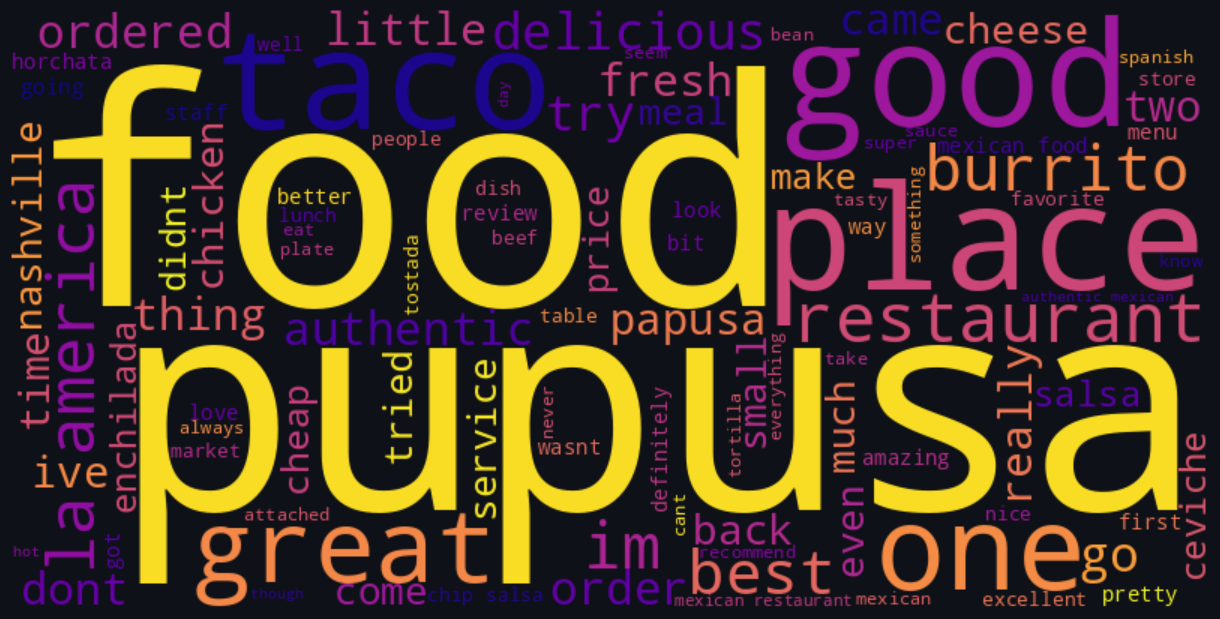 ordered
little
delicious
bean
came
cheese
horchata
well
seem
spanish
going
taco
day
fresh
good
store
staff
try
meal
two
food
people
sauce
menu
super
mexican food
nashville
chicken
didnt
better
dish
make
burrito
lunch
review
look
tasty
something
favorite
eat
plate
beef
bit
price
way
place
know
la america
tostada
authentic mexican
thing
authentic
table
papusa
restaurant
time
enchilada
pupusa
small
everything
take
love
always
market
cheap
tried
service
never
wasnt
definitely
tortilla
much
amazing
really
salsa
ive
ceviche
attached
cant
nice
first
hot
got
great
im
back
recommend
even
one
go
dont
though
come
chip salsa
order
best
mexican restaurant
mexican
excellent
pretty